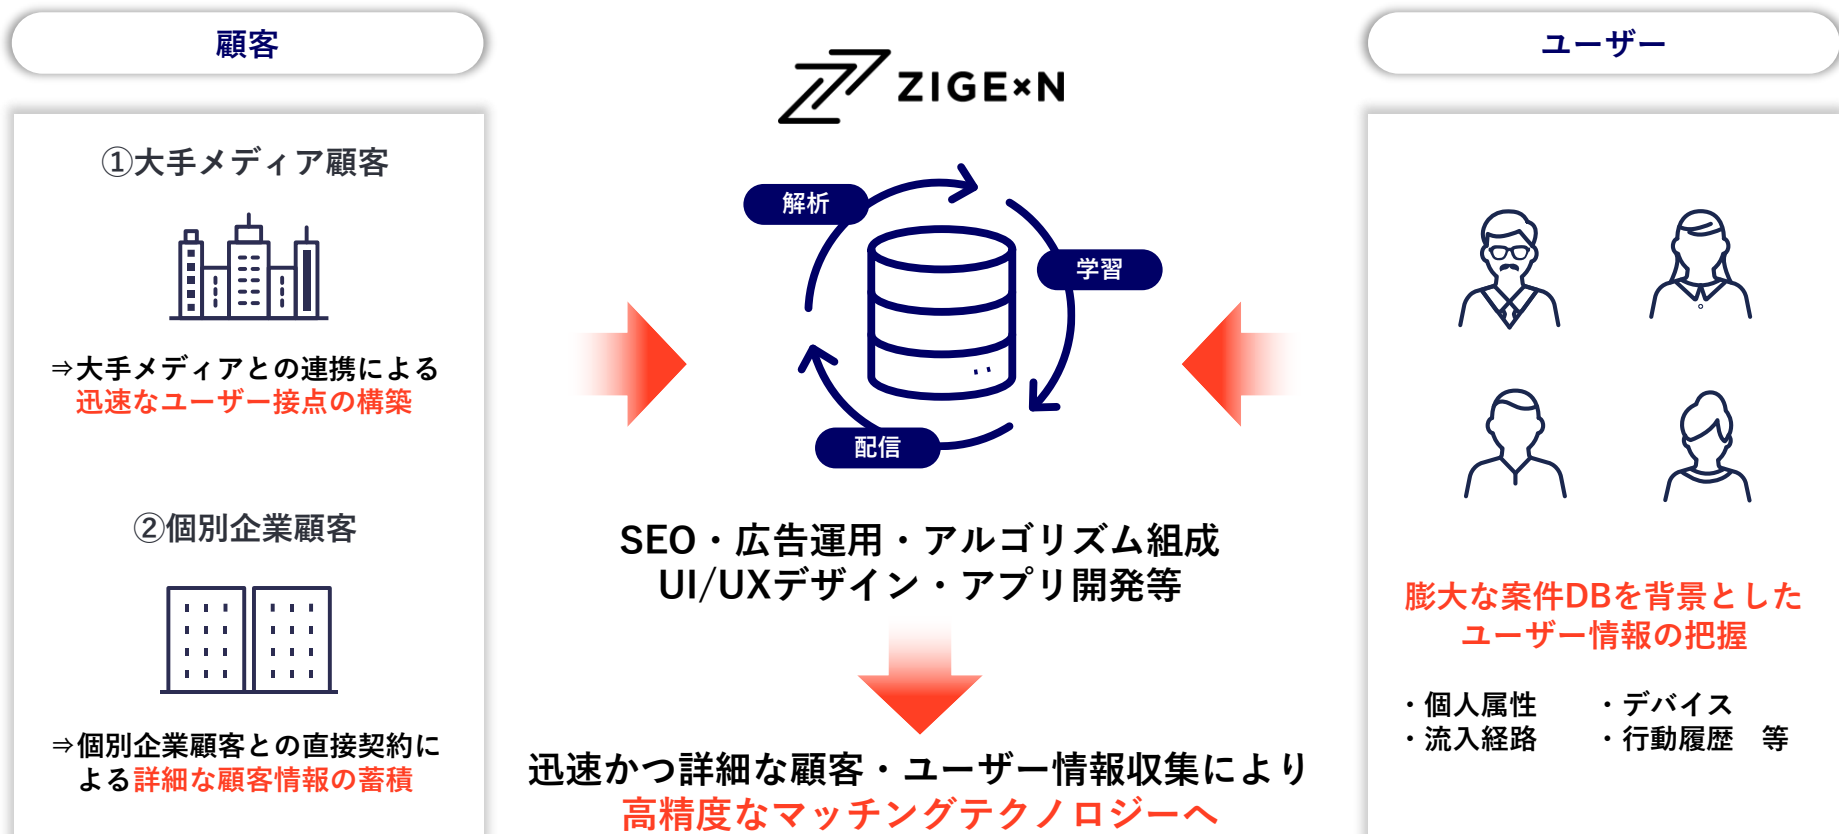 顧客
①大手メディア顧客
⇒大手メディアとの連携による
迅速なユーザー接点の構築
②個別企業顧客
⇒個別企業顧客との直接契約に
よる詳細な顧客情報の蓄積
ZIGE×N
解析
学習
配信
SEO・広告運用・アルゴリズム組成
UI/UXデザイン・アプリ開発等
迅速かつ詳細な顧客・ユーザー情報収集により
高精度なマッチングテクノロジーへ
ユーザー
膨大な案件DBを背景とした
ユーザー情報の把握
・個人属性　・デバイス
・流入経路　・行動履歴　等